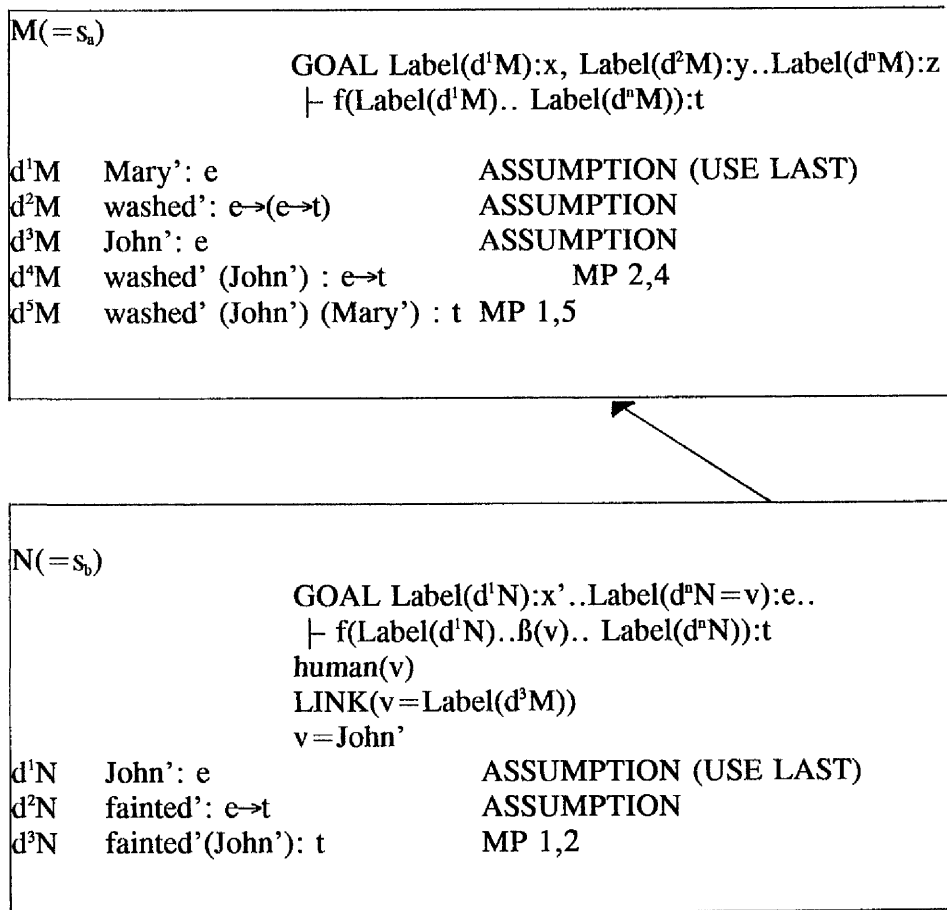 M(=sₐ)
GOAL Label(d¹M):x, Label(d²M):y..Label(dⁿM):z
⊢ f(Label(d¹M).. Label(dⁿM)):t
d¹M Mary’: e ASSUMPTION (USE LAST)
d²M washed’: e→(e→t) ASSUMPTION
d³M John’: e ASSUMPTION
d⁴M washed’ (John’) : e→t MP 2,4
d⁵M washed’ (John’) (Mary’) : t MP 1,5
N(=s_b)
GOAL Label(d¹N):x’..Label(dⁿN=v):e..
⊢ f(Label(d¹N)..ß(v).. Label(dⁿN)):t
human(v)
LINK(v=Label(d³M))
v=John’
d¹N John’: e ASSUMPTION (USE LAST)
d²N fainted’: e→t ASSUMPTION
d³N fainted’(John’): t MP 1,2